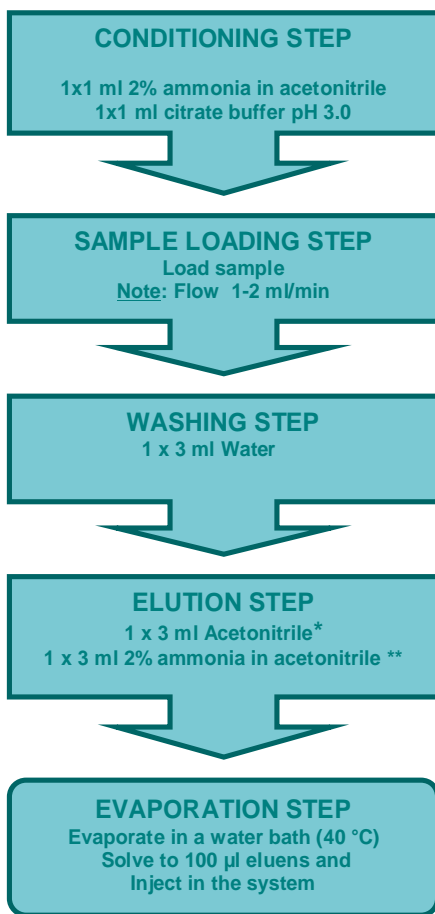 CONDITIONING STEP
1x1 ml 2% ammonia in acetonitrile
1x1 ml citrate buffer pH 3.0
SAMPLE LOADING STEP
Load sample
Note: Flow 1-2 ml/min
WASHING STEP
1 x 3 ml Water
ELUTION STEP
1 x 3 ml Acetonitrile*
1 x 3 ml 2% ammonia in acetonitrile **
EVAPORATION STEP
Evaporate in a water bath (40 °C)
Solve to 100 µl eluens and
Inject in the system